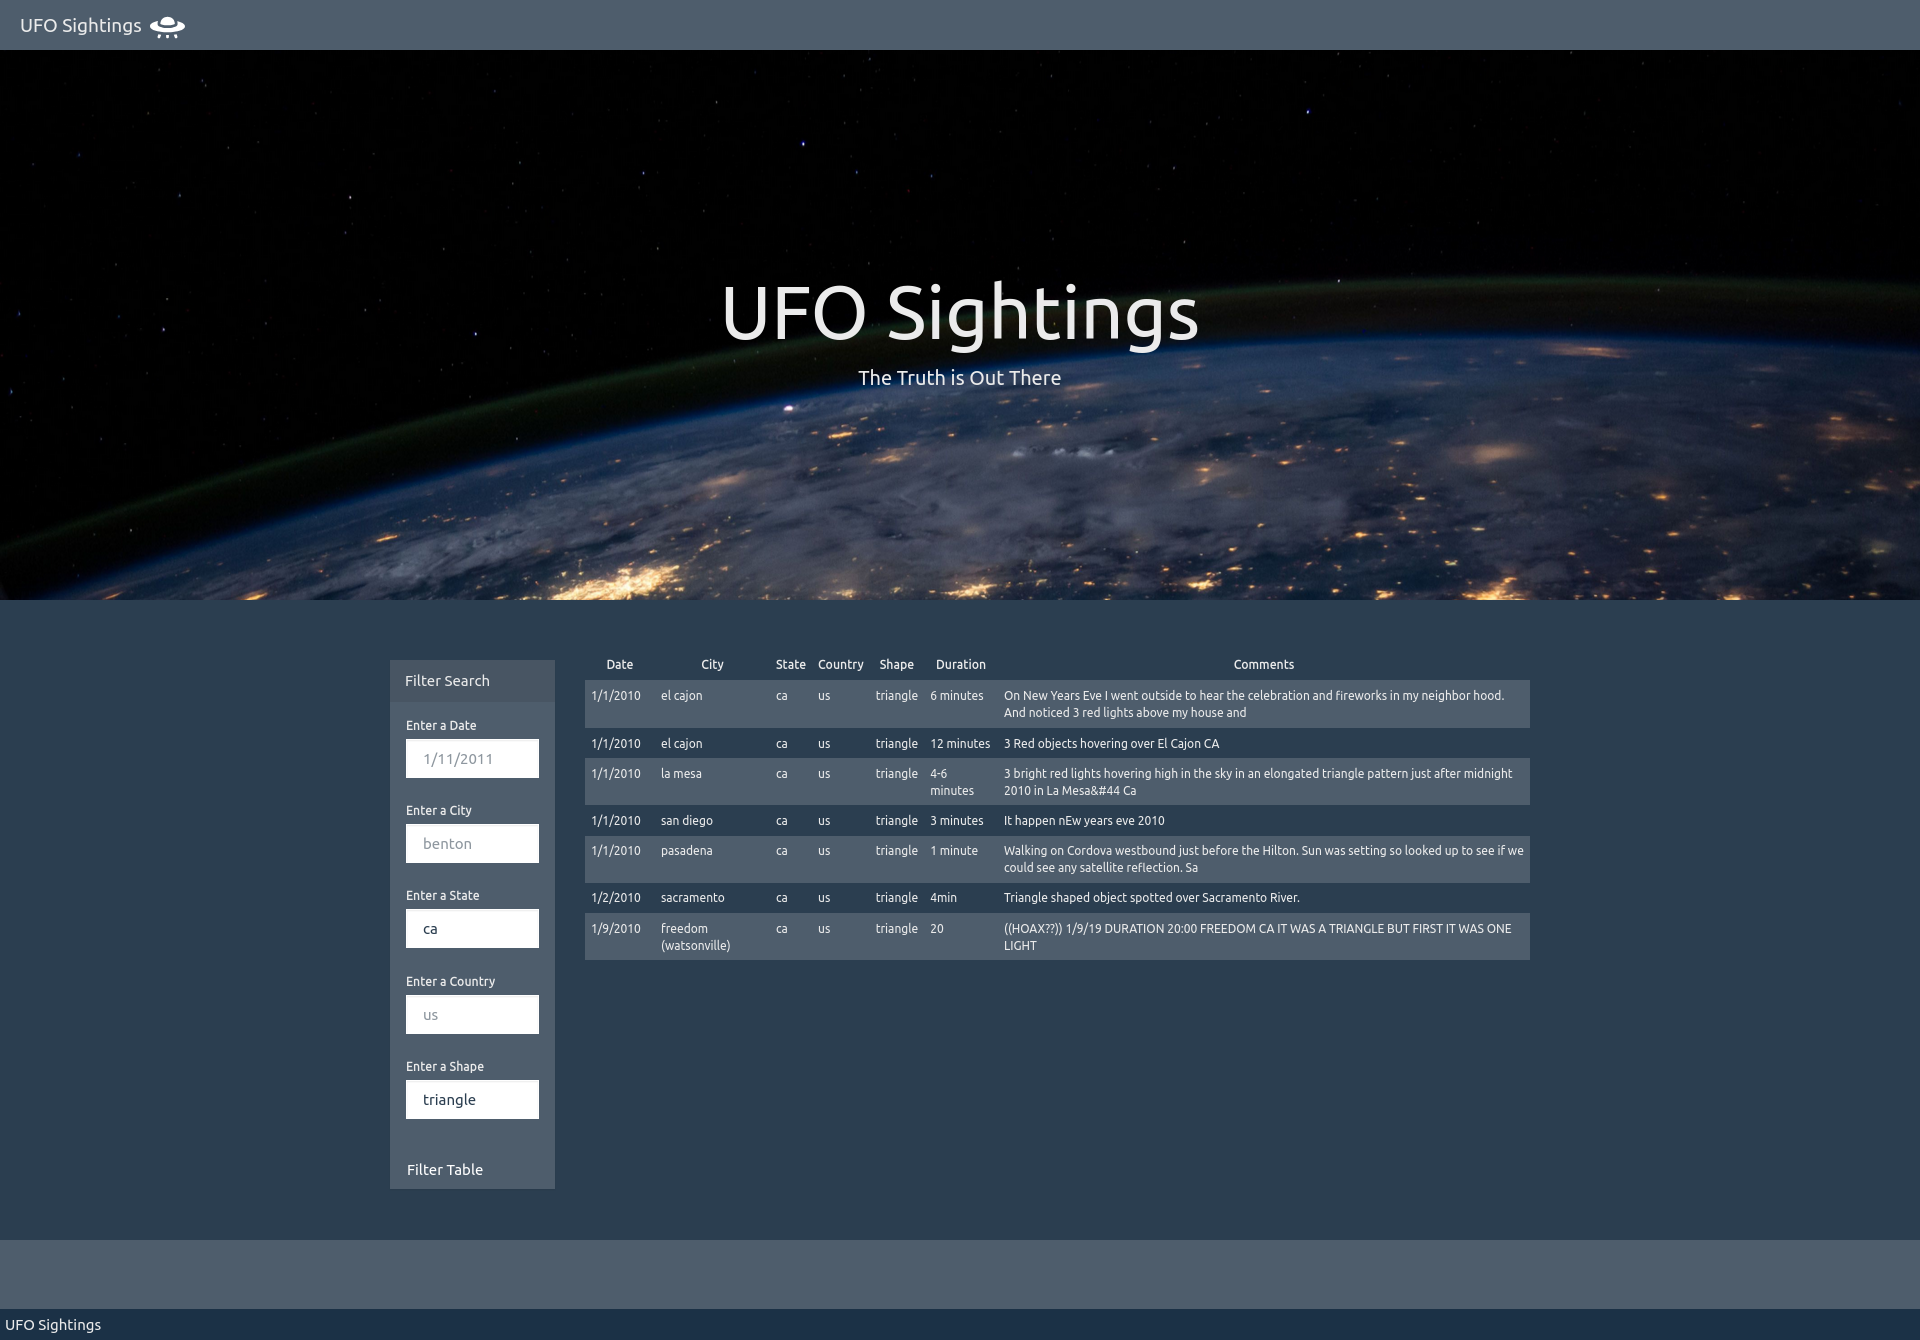 UFO Sightings
UFO Sightings
The Truth is Out There
Filter Search
Enter a Date
1/11/2011
Enter a City
benton
Enter a State
ca
Enter a Country
us
Enter a Shape
triangle
Filter Table
Date City State Country Shape Duration Comments
1/1/2010 el cajon ca us triangle 6 minutes On New Years Eve I went outside to hear the celebration and fireworks in my neighbor hood.
And noticed 3 red lights above my house and
1/1/2010 el cajon ca us triangle 12 minutes 3 Red objects hovering over El Cajon CA
1/1/2010 la mesa ca us triangle 4-6 3 bright red lights hovering high in the sky in an elongated triangle pattern just after midnight
minutes 2010 in La Mesa&#44 Ca
1/1/2010 san diego ca us triangle 3 minutes It happen nEw years eve 2010
1/1/2010 pasadena ca us triangle 1 minute Walking on Cordova westbound just before the Hilton. Sun was setting so looked up to see if we
could see any satellite reflection. Sa
1/2/2010 sacramento ca us triangle 4min Triangle shaped object spotted over Sacramento River.
1/9/2010 freedom ca us triangle 20 ((HOAX??)) 1/9/19 DURATION 20:00 FREEDOM CA IT WAS A TRIANGLE BUT FIRST IT WAS ONE
(watsonville) LIGHT
UFO Sightings